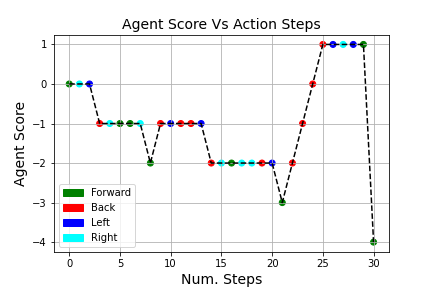 Agent Score Vs Action Steps
Agent Score
1
0
−1
−2
−3
−4
Forward
Back
Left
Right
0 5 10 15 20 25 30
Num. Steps